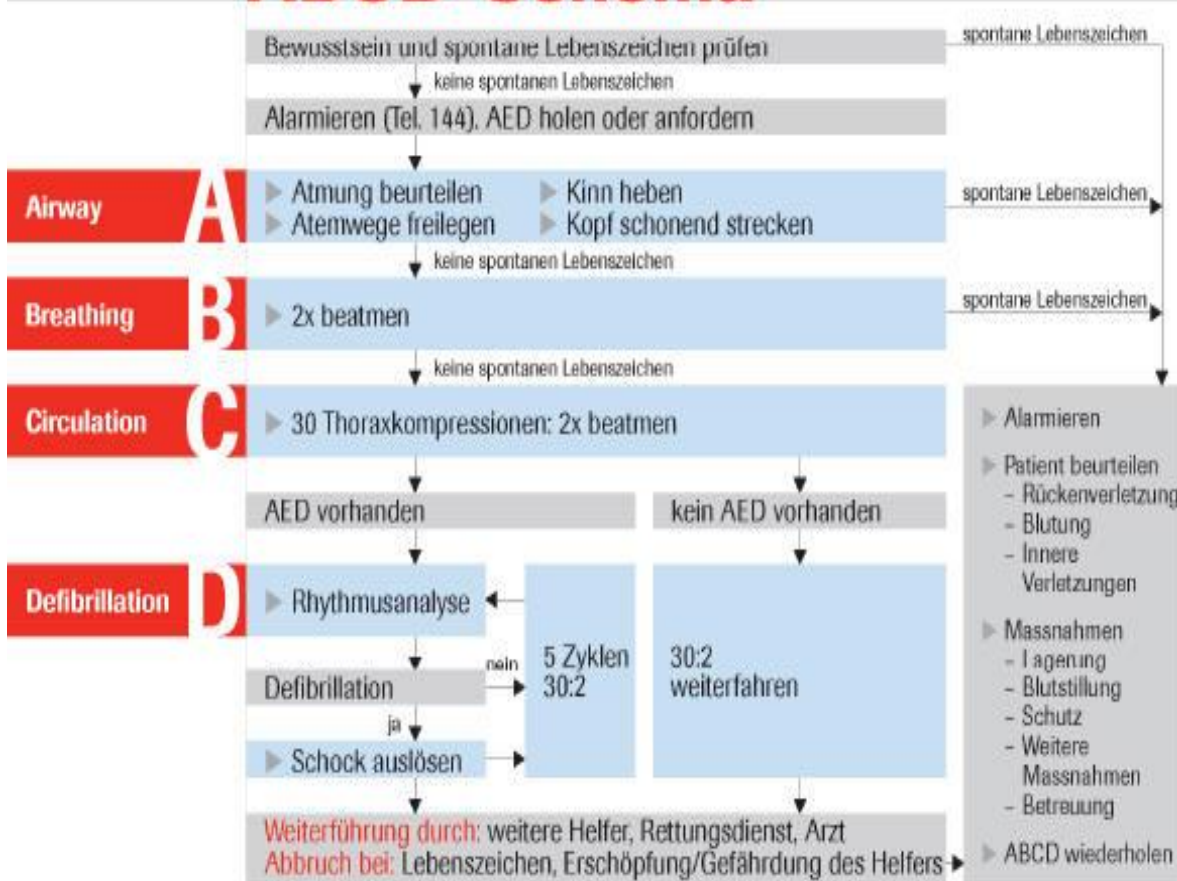 Bewusstsein und spontane Lebenszeichen prüfen
spontane Lebenszeichen
keine spontanen Lebenszeichen
Alarmieren (Tel. 144). AED holen oder anfordern
Airway
A
▶ Atmung beurteilen ▶ Kinn heben
▶ Atemwege freilegen ▶ Kopf schonend strecken
spontane Lebenszeichen
keine spontanen Lebenszeichen
Breathing
B
▶ 2x beatmen
spontane Lebenszeichen
keine spontanen Lebenszeichen
Circulation
C
▶ 30 Thoraxkompressionen: 2x beatmen
AED vorhanden
kein AED vorhanden
Defibrillation
D
▶ Rhythmusanalyse
Defibrillation
nein
ja
▶ Schock auslösen
5 Zyklen
30:2
30:2
weiterfahren
Weiterführung durch: weitere Helfer, Rettungsdienst, Arzt
Abbruch bei: Lebenszeichen, Erschöpfung/Gefährdung des Helfers
▶ Alarmieren
▶ Patient beurteilen
– Rückenverletzung
– Blutung
– Innere
Verletzungen
▶ Massnahmen
– Lagerung
– Blutstillung
– Schutz
– Weitere
Massnahmen
– Betreuung
▶ ABCD wiederholen